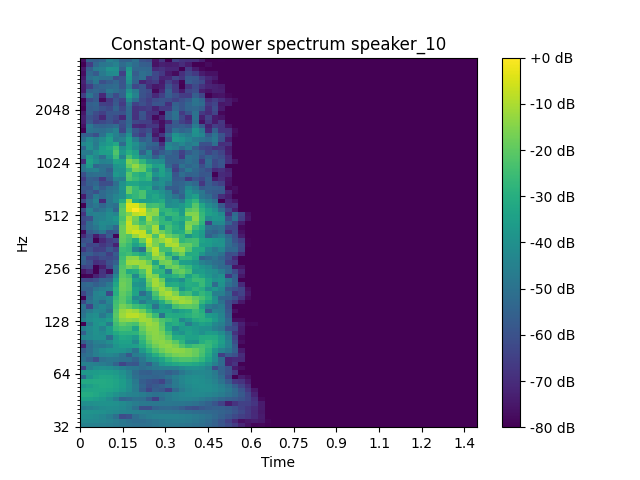 Constant-Q power spectrum speaker_10
Hz
2048
1024
512
256
128
64
32
0 0.15 0.3 0.45 0.6 0.75 0.9 1.1 1.2 1.4
Time
+0 dB
-10 dB
-20 dB
-30 dB
-40 dB
-50 dB
-60 dB
-70 dB
-80 dB